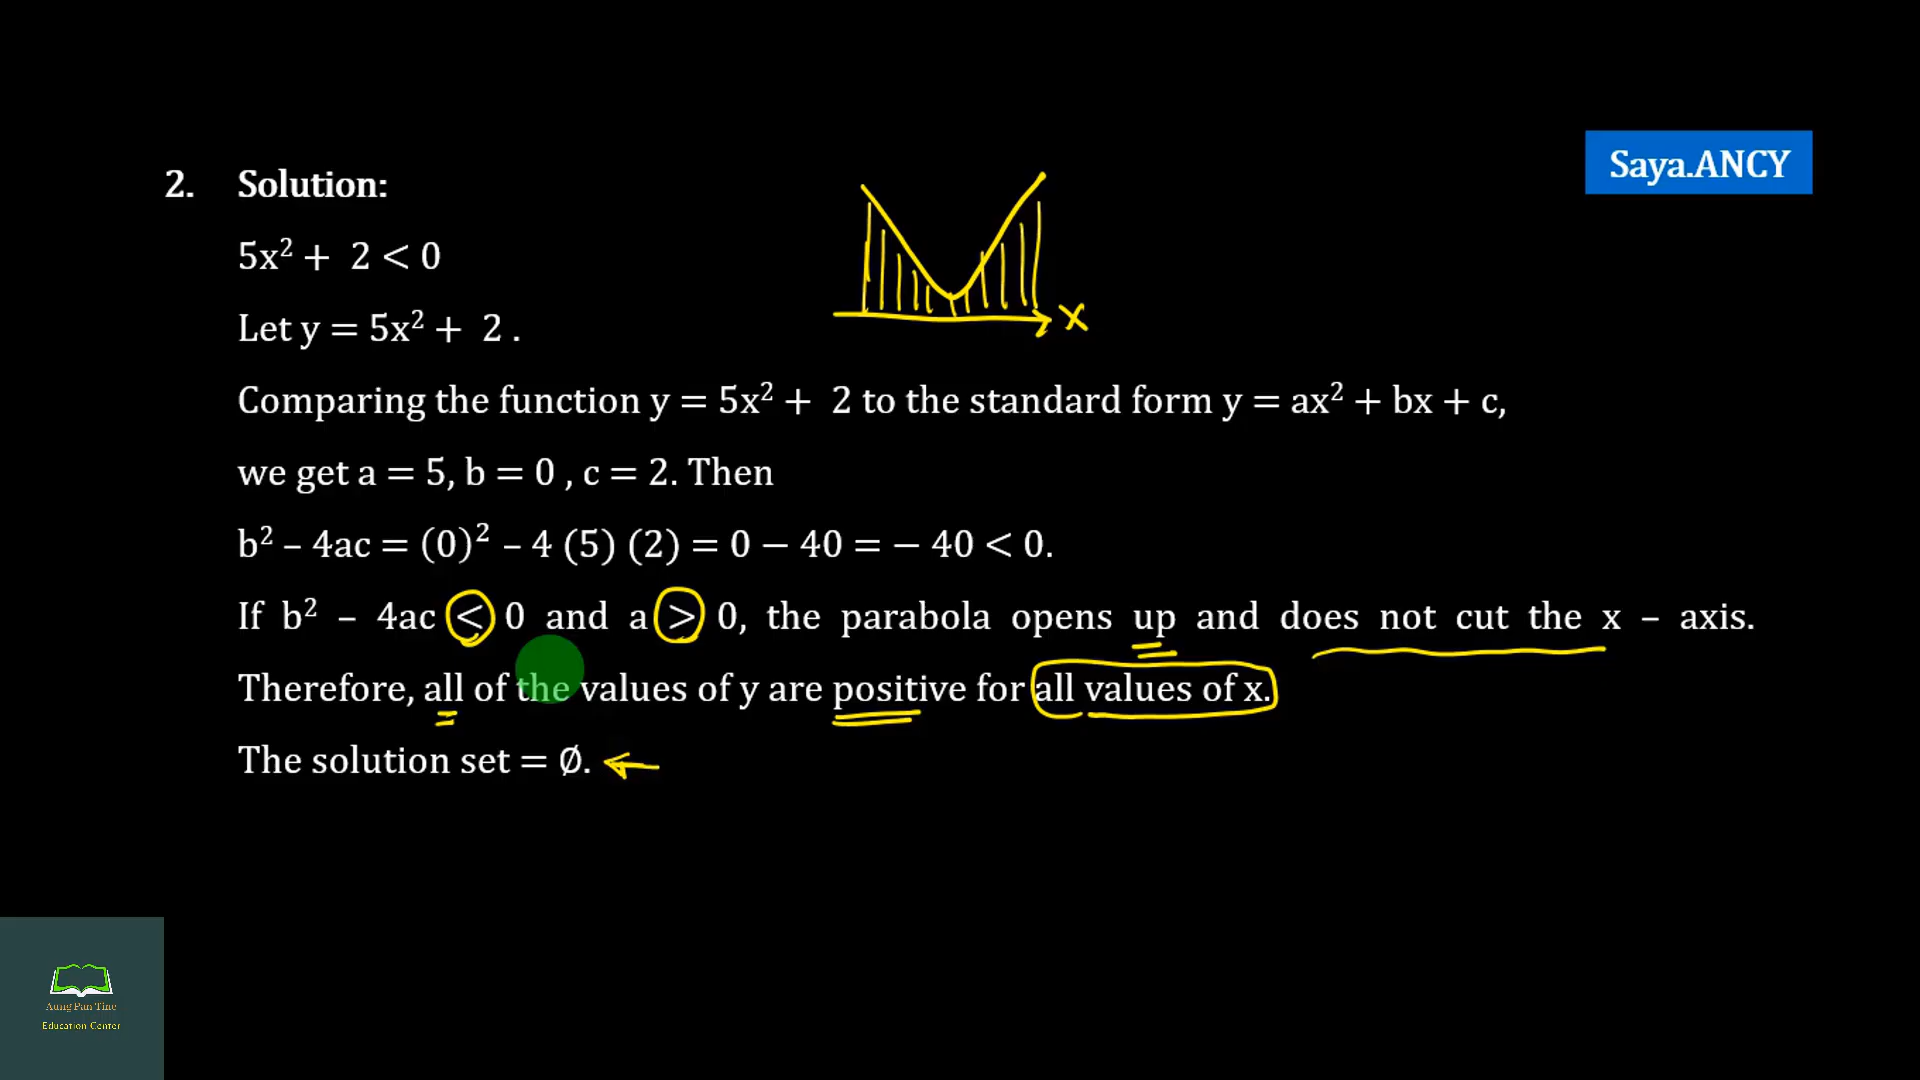 Saya.ANCY
2. Solution:
5x² + 2 < 0
Let y = 5x² + 2 .
Comparing the function y = 5x² + 2 to the standard form y = ax² + bx + c,
we get a = 5, b = 0 , c = 2. Then
b² – 4ac = (0)² – 4 (5) (2) = 0 − 40 = − 40 < 0.
If b² – 4ac < 0 and a > 0, the parabola opens up and does not cut the x – axis.
Therefore, all of the values of y are positive for all values of x.
The solution set = ∅.
x
Aung Pan Tine
Education Center